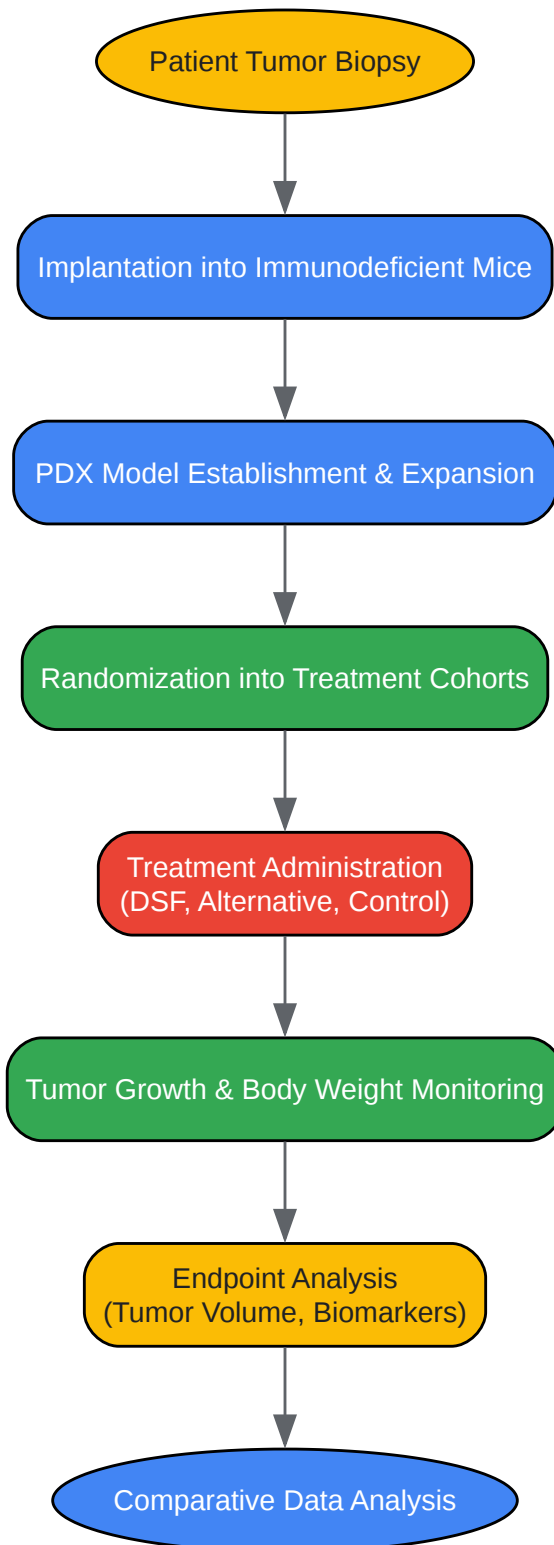 Patient Tumor Biopsy
Implantation into Immunodeficient Mice
PDX Model Establishment & Expansion
Randomization into Treatment Cohorts
Treatment Administration
(DSF, Alternative, Control)
Tumor Growth & Body Weight Monitoring
Endpoint Analysis
(Tumor Volume, Biomarkers)
Comparative Data Analysis